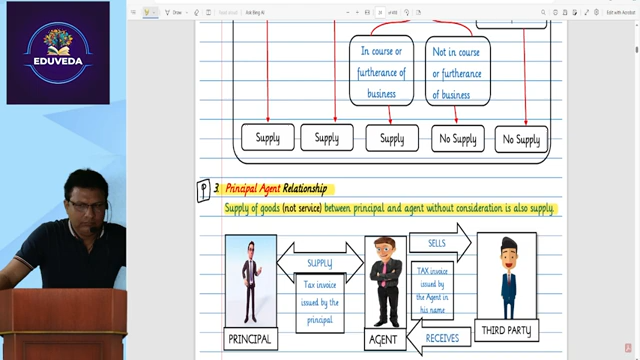 EDUVEDA
Draw
Ask Bing AI
Edit with Acrobat
In course or
furtherance of
business
Not in course
or furtherance
of business
Supply
Supply
Supply
No Supply
No Supply
3. Principal Agent Relationship
Supply of goods (not service) between principal and agent without consideration is also supply.
SUPPLY
Tax invoice
issued by the
principal
SELLS
TAX invoice
issued by
the Agent in
his name
RECEIVES
PRINCIPAL
AGENT
THIRD PARTY